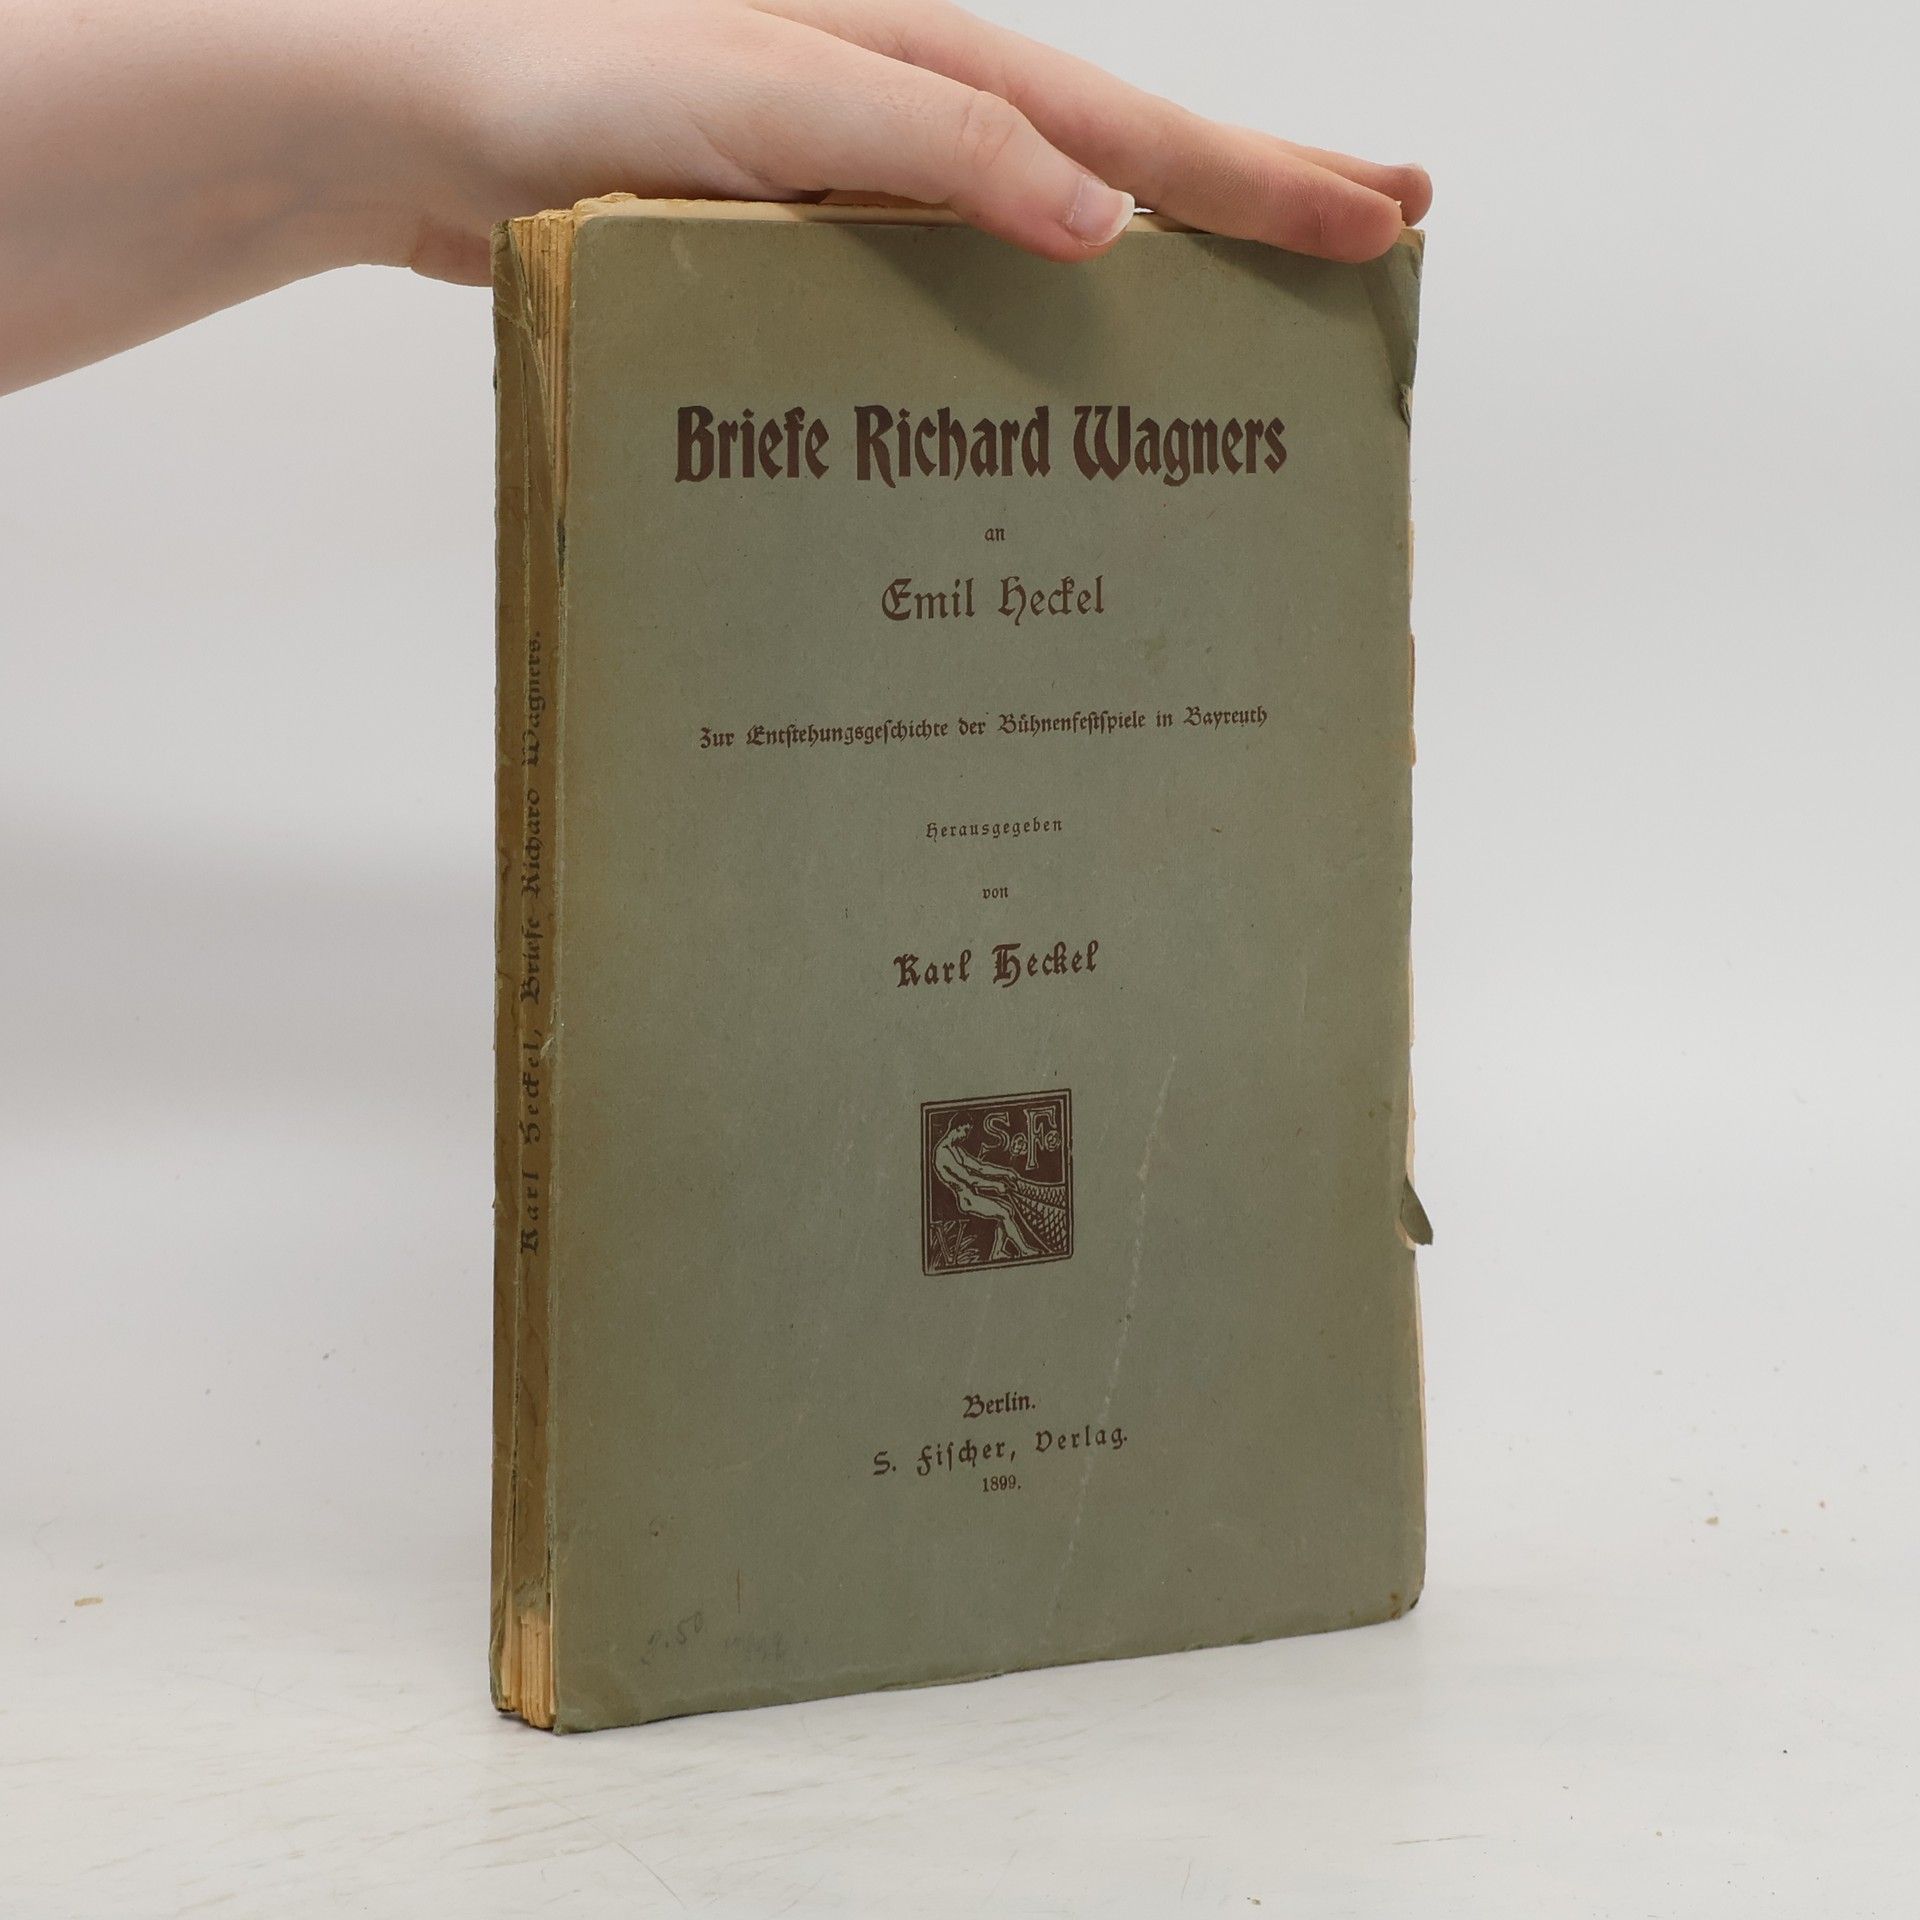 Briefe Richard Wagners
an
Emil Heckel
Zur Entstehungsgeschichte der Bühnenfestspiele in Bayreuth
Herausgegeben
von
Karl Heckel
S. F.
V
Berlin.
S. Fischer, Verlag.
1899.
Karl Heckel, Briefe Richard Wagners.